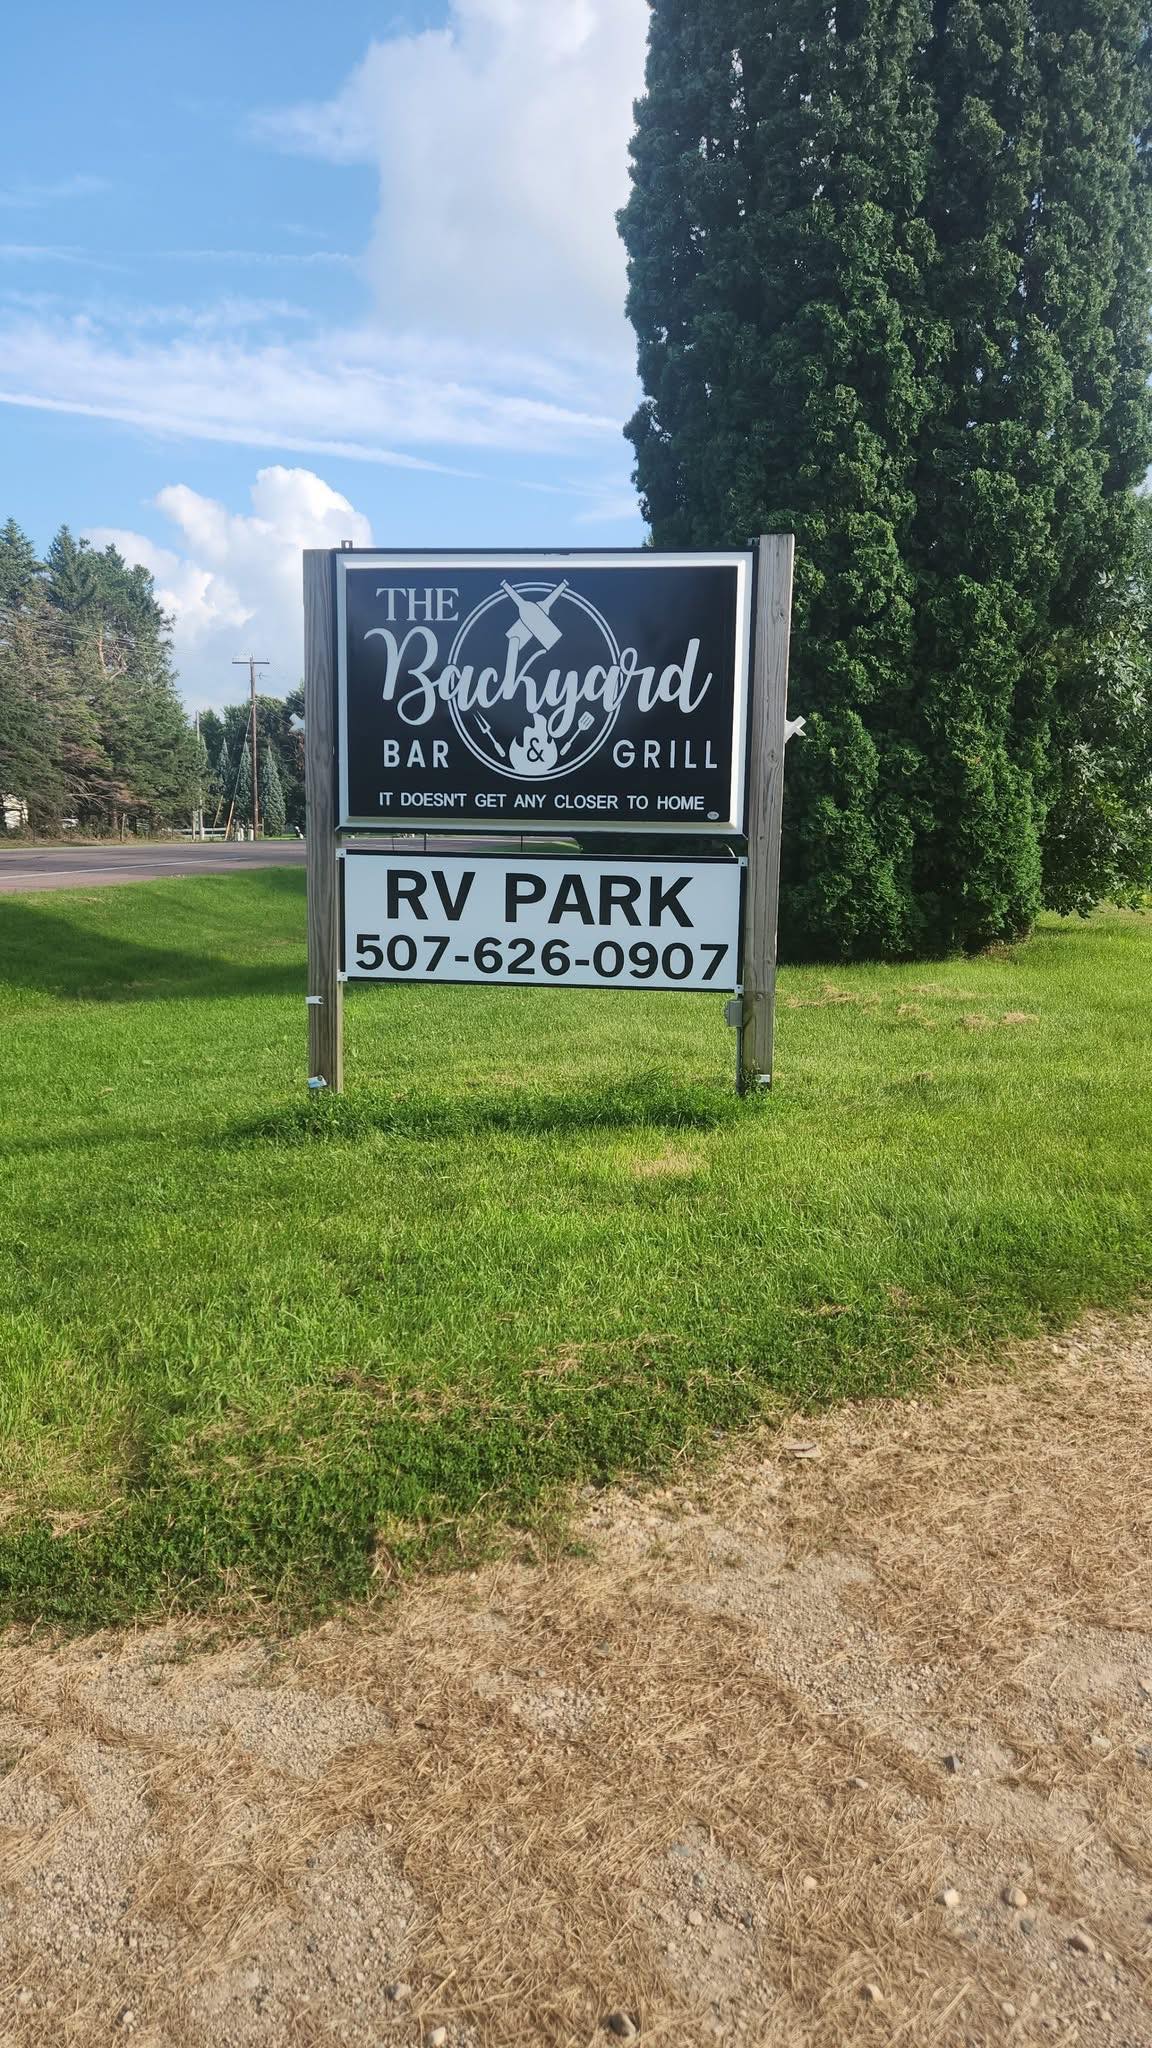 THE
Backyard
BAR & GRILL
IT DOESN'T GET ANY CLOSER TO HOME
RV PARK
507-626-0907